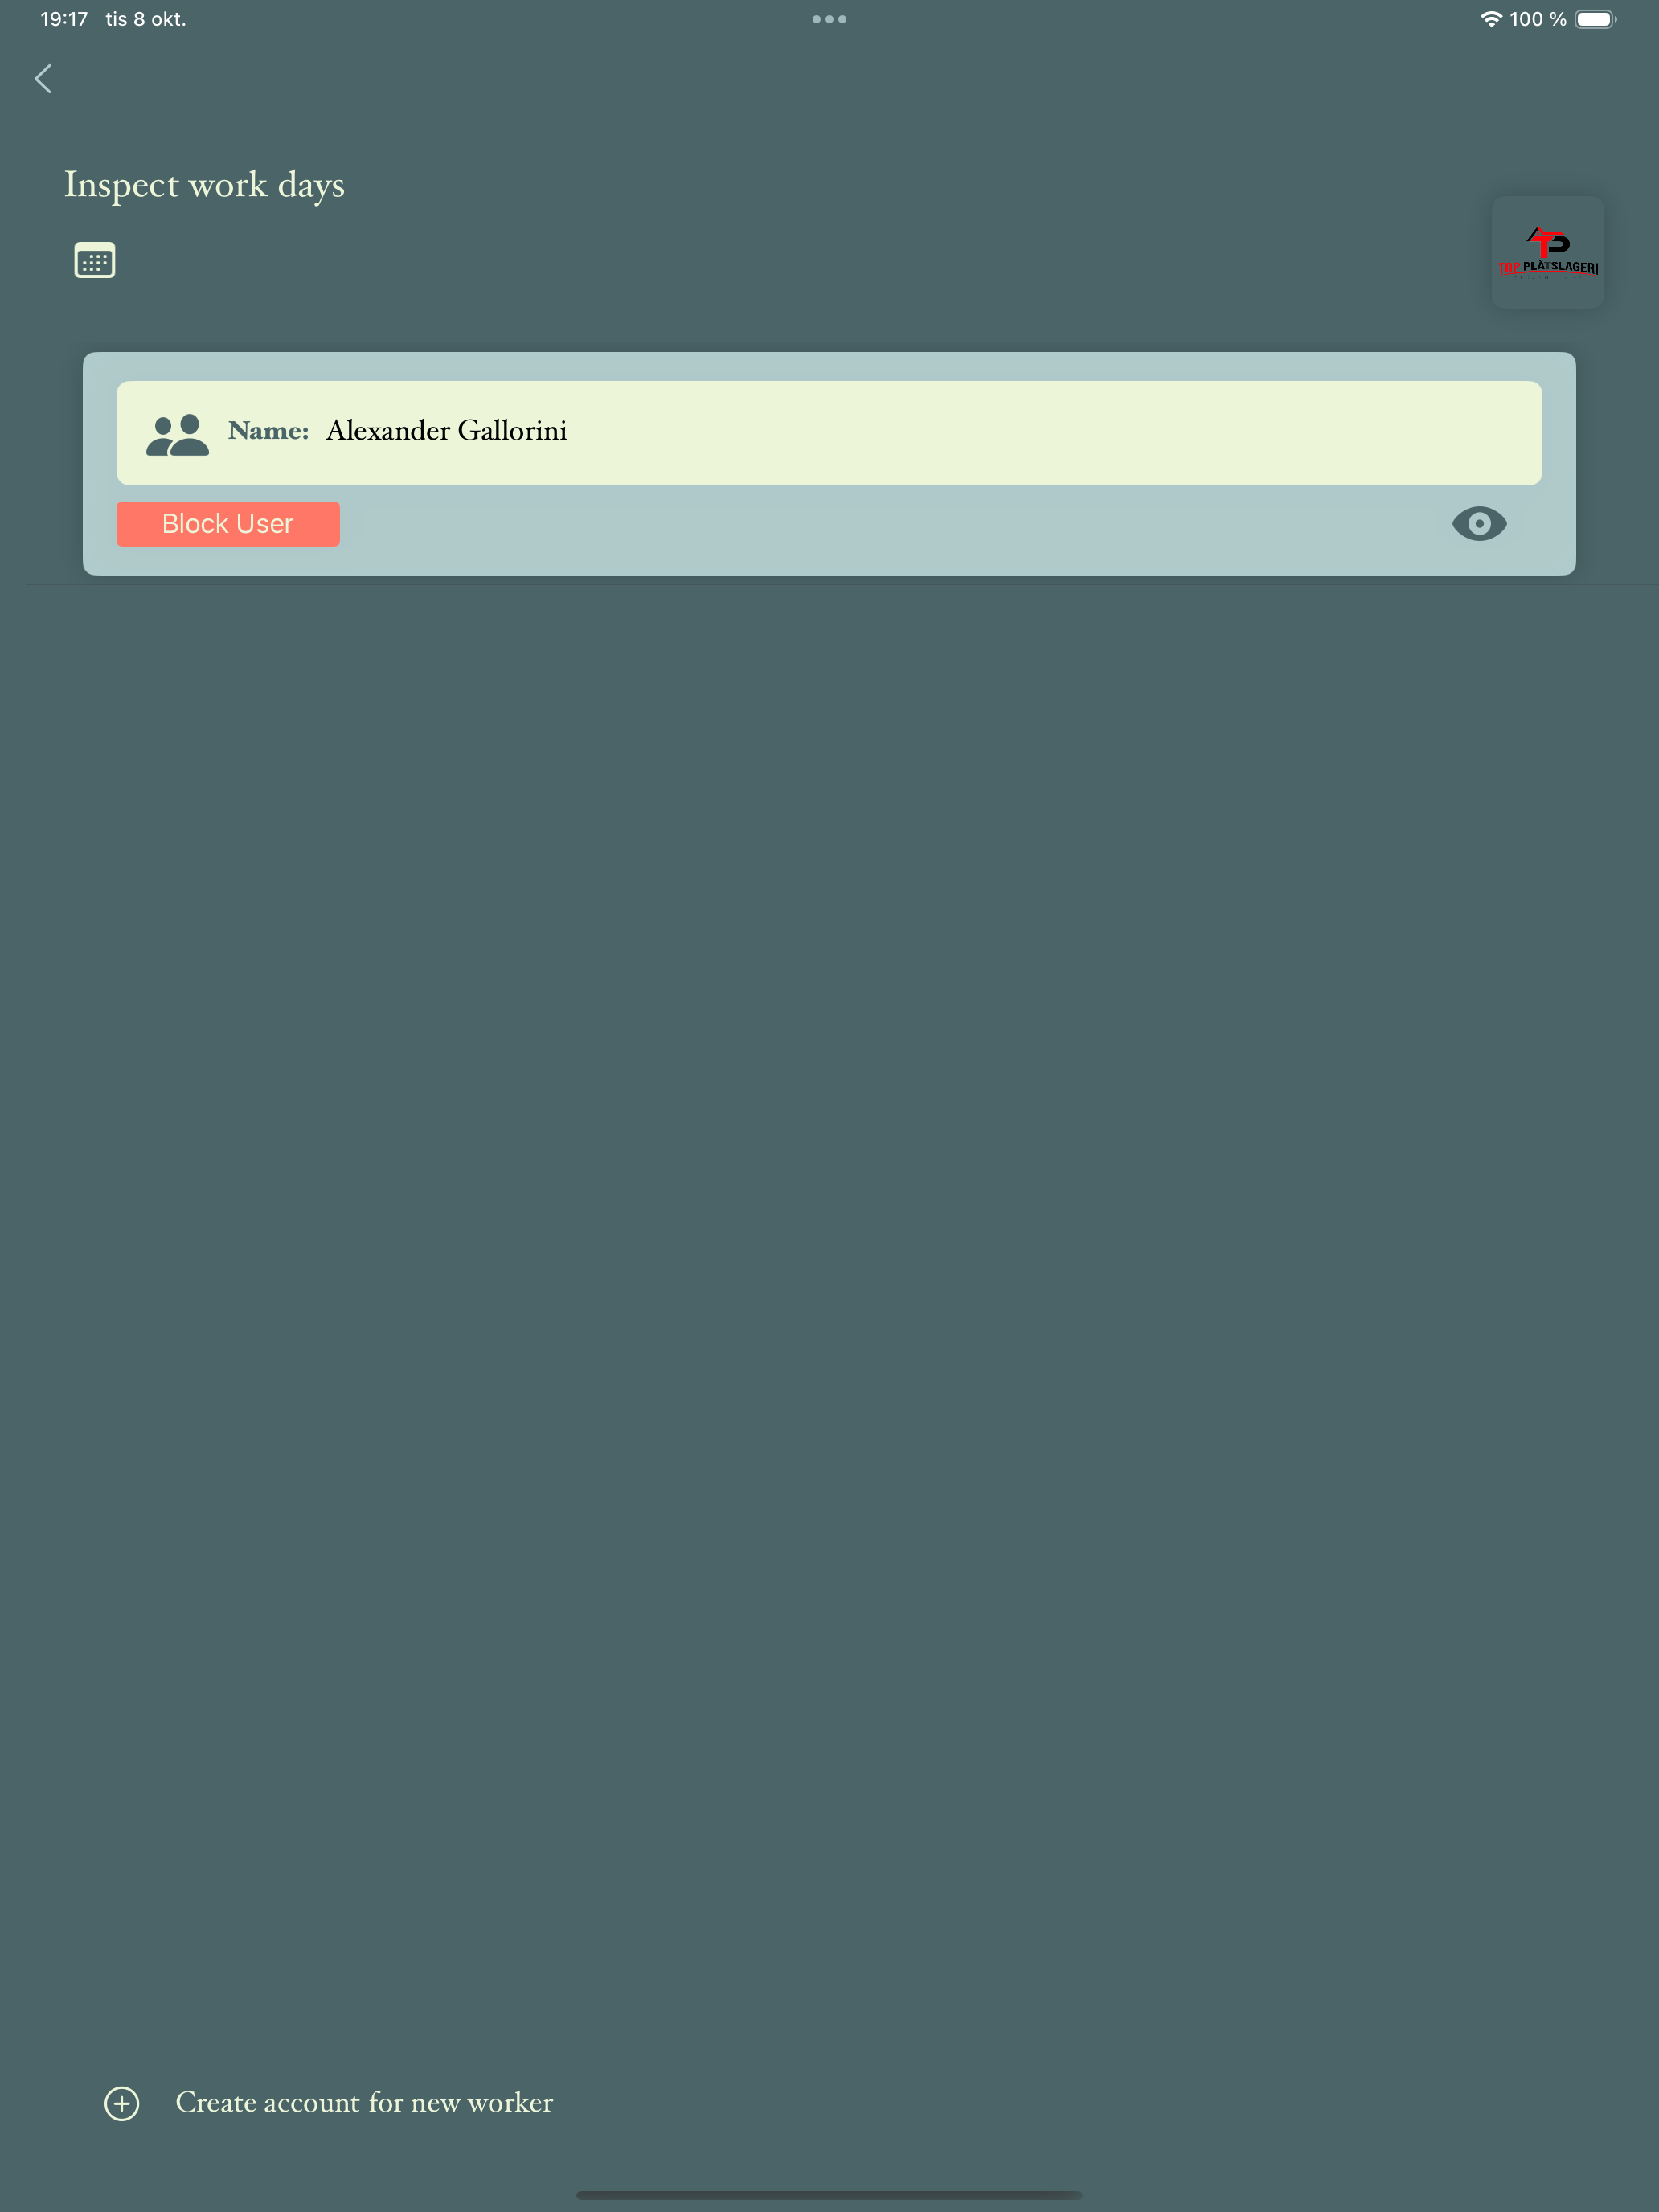 19:17 tis 8 okt.
100 %
Inspect work days
TP
PLÅTSLAGERI
Name: Alexander Gallorini
Block User
Create account for new worker